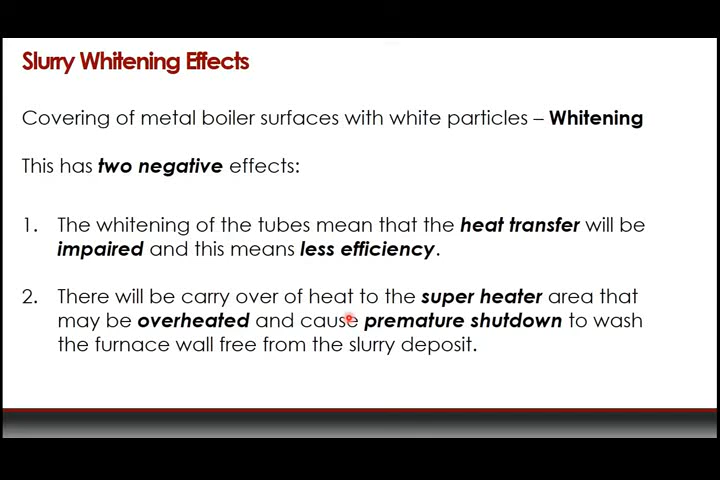 Slurry Whitening Effects
Covering of metal boiler surfaces with white particles – Whitening
This has two negative effects:
1. The whitening of the tubes mean that the heat transfer will be
impaired and this means less efficiency.
2. There will be carry over of heat to the super heater area that
may be overheated and cause premature shutdown to wash
the furnace wall free from the slurry deposit.